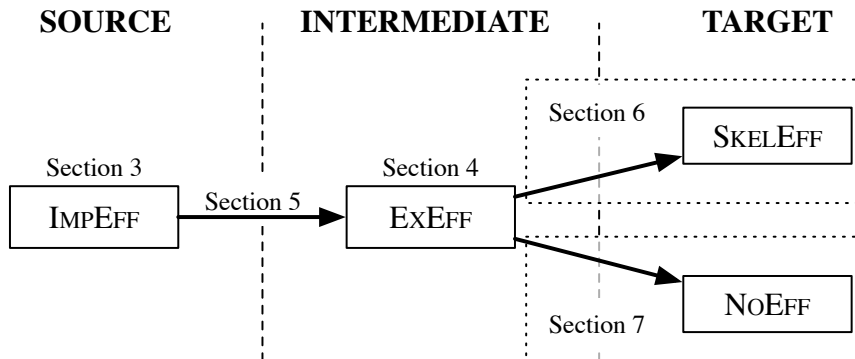 SOURCE INTERMEDIATE TARGET
Section 6
SKELEFF
Section 3
Section 4
IMPEFF
Section 5
EXEFF
NOEFF
Section 7